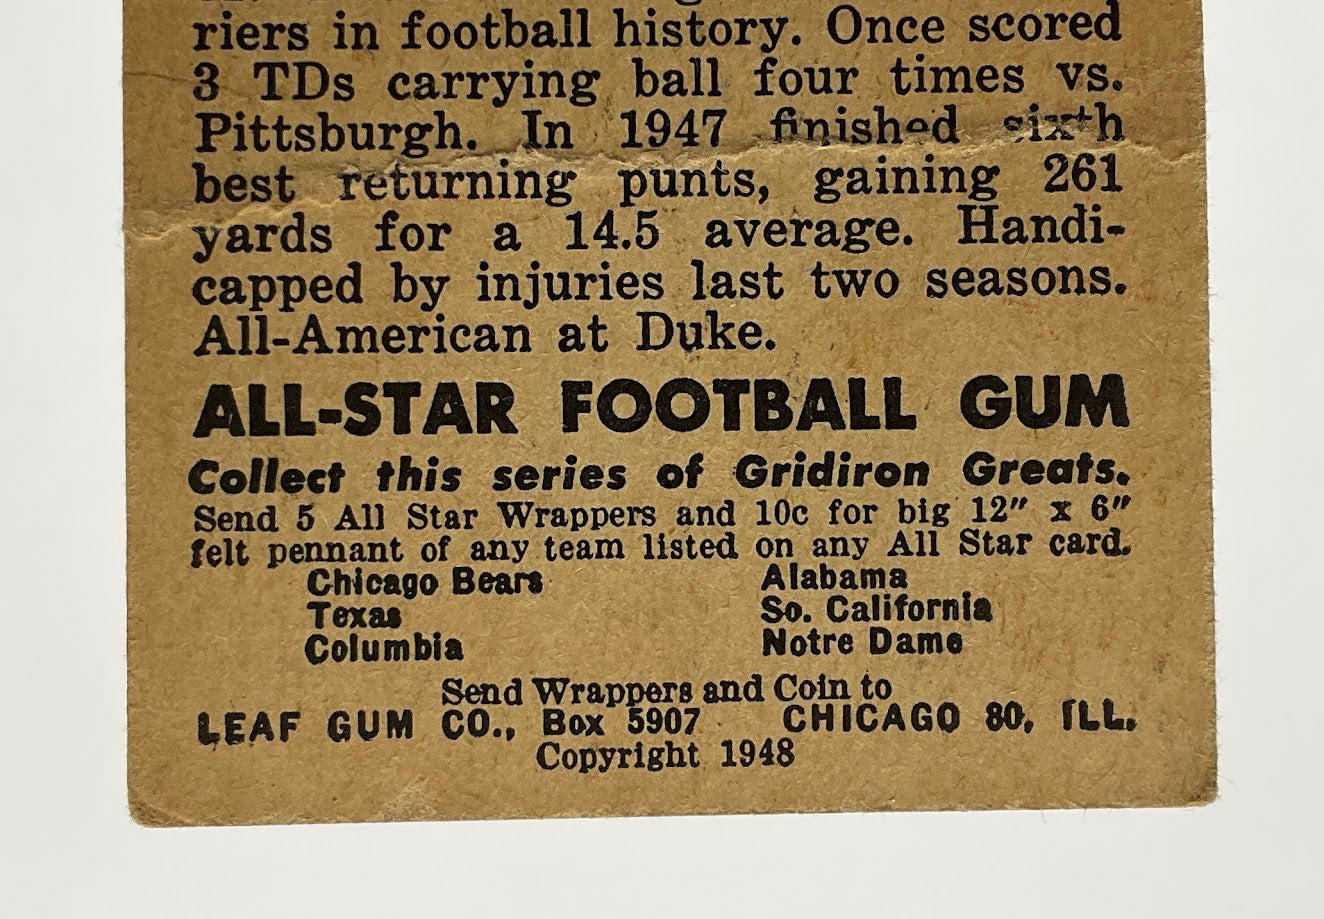 riers in football history. Once scored
3 TDs carrying ball four times vs.
Pittsburgh. In 1947 finished sixth
best returning punts, gaining 261
yards for a 14.5 average. Handi-
capped by injuries last two seasons.
All-American at Duke.
ALL-STAR FOOTBALL GUM
Collect this series of Gridiron Greats.
Send 5 All Star Wrappers and 10c for big 12" x 6"
felt pennant of any team listed on any All Star card.
Chicago Bears Alabama
Texas So. California
Columbia Notre Dame
Send Wrappers and Coin to
LEAF GUM CO., Box 5907 CHICAGO 80, ILL.
Copyright 1948